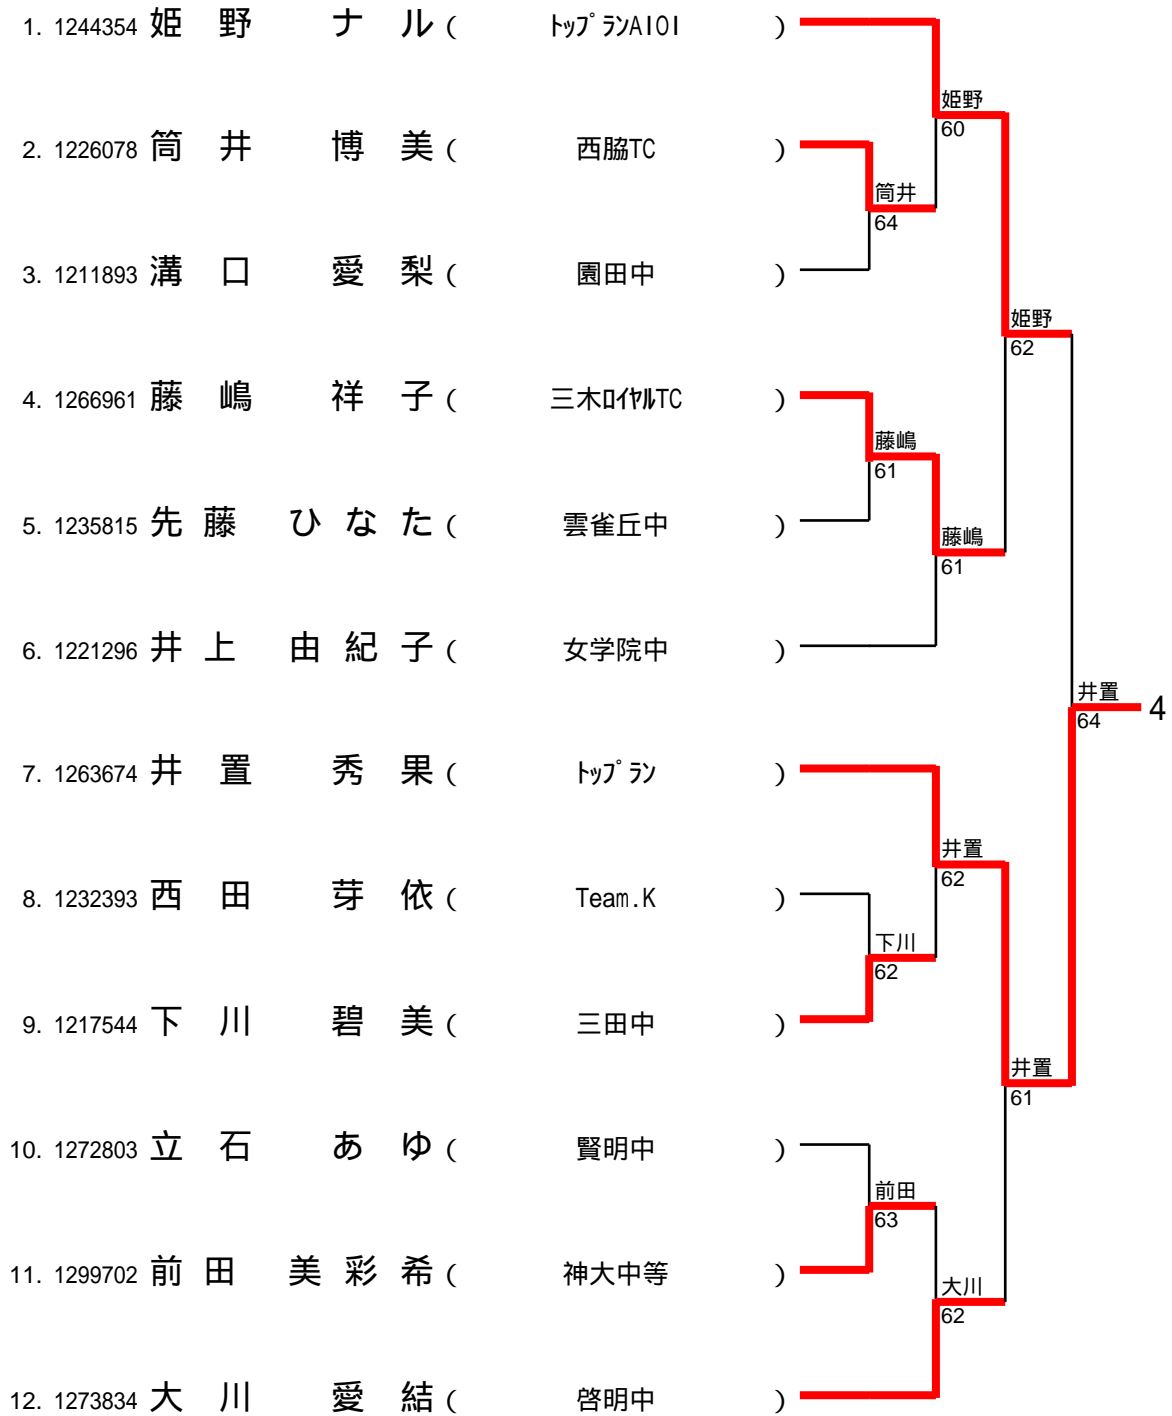 1. 1244354 姫 野 ナ ル ( ﾄｯﾌﾟﾗﾝAIOI )
姫野
60
2. 1226078 筒 井 博 美 ( 西脇TC )
筒井
64
3. 1211893 溝 口 愛 梨 ( 園田中 )
姫野
62
4. 1266961 藤 嶋 祥 子 ( 三木ﾛｲﾔﾙTC )
藤嶋
61
5. 1235815 先 藤 ひ な た ( 雲雀丘中 )
藤嶋
61
6. 1221296 井 上 由 紀 子 ( 女学院中 )
井置
64
4
7. 1263674 井 置 秀 果 ( ﾄｯﾌﾟﾗﾝ )
井置
62
8. 1232393 西 田 芽 依 ( Team.K )
下川
62
9. 1217544 下 川 碧 美 ( 三田中 )
井置
61
10. 1272803 立 石 あ ゆ ( 賢明中 )
前田
63
11. 1299702 前 田 美 彩 希 ( 神大中等 )
大川
62
12. 1273834 大 川 愛 結 ( 啓明中 )